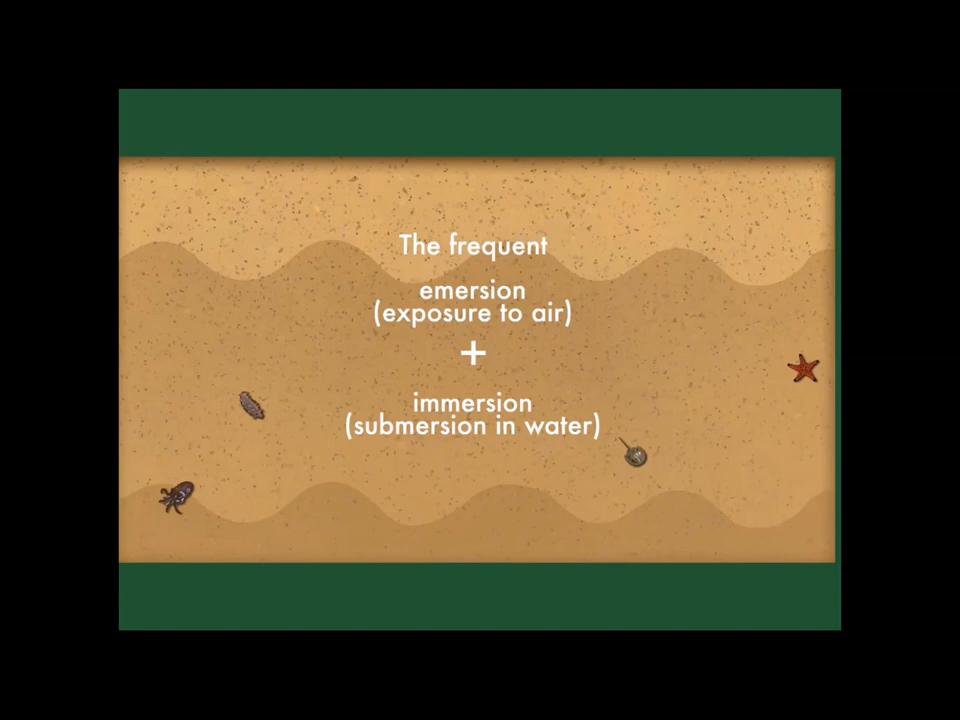 The frequent
emersion
(exposure to air)
+
immersion
(submersion in water)